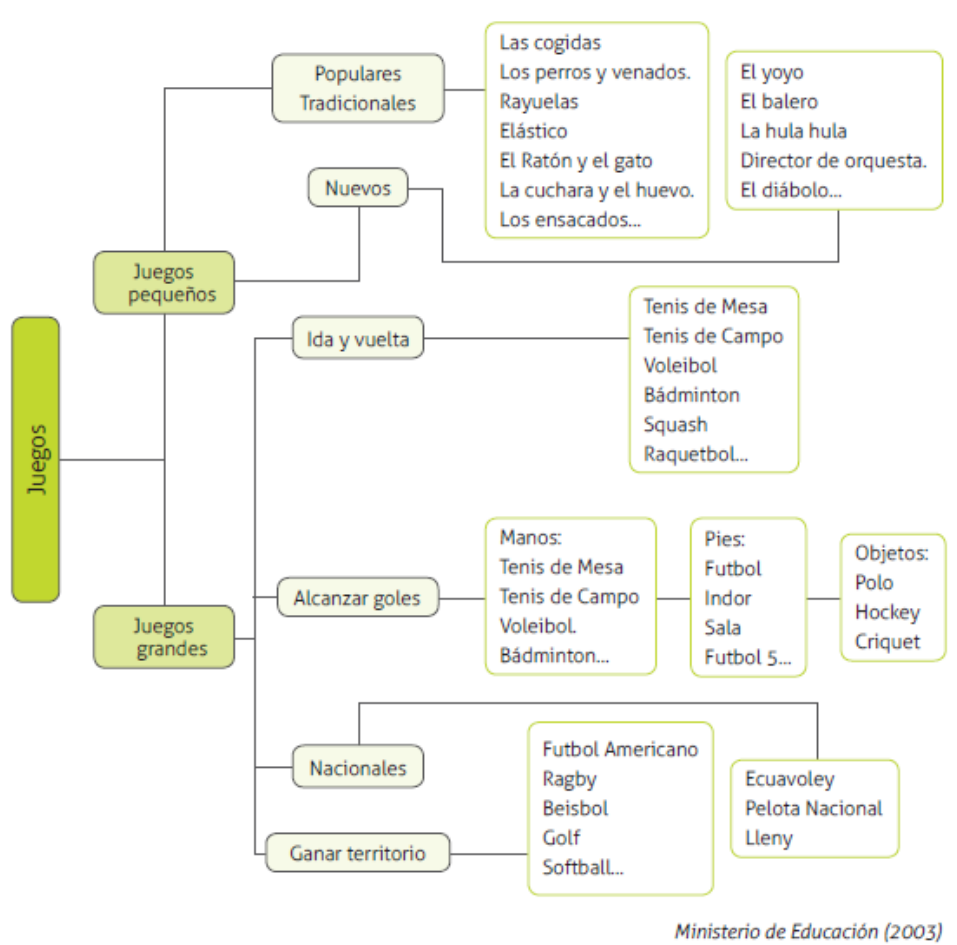 Juegos
Juegos
pequeños
Populares
Tradicionales
Las cogidas
Los perros y venados.
Rayuelas
Elástico
El Ratón y el gato
La cuchara y el huevo.
Los ensacados...
Nuevos
El yoyo
El balero
La hula hula
Director de orquesta.
El diábolo...
Juegos
grandes
Ida y vuelta
Tenis de Mesa
Tenis de Campo
Voleibol
Bádminton
Squash
Raquetbol...
Alcanzar goles
Manos:
Tenis de Mesa
Tenis de Campo
Voleibol.
Bádminton...
Pies:
Futbol
Indor
Sala
Futbol 5...
Objetos:
Polo
Hockey
Criquet
Nacionales
Ecuavoley
Pelota Nacional
Lleny
Ganar territorio
Futbol Americano
Ragby
Beisbol
Golf
Softball...
Ministerio de Educación (2003)